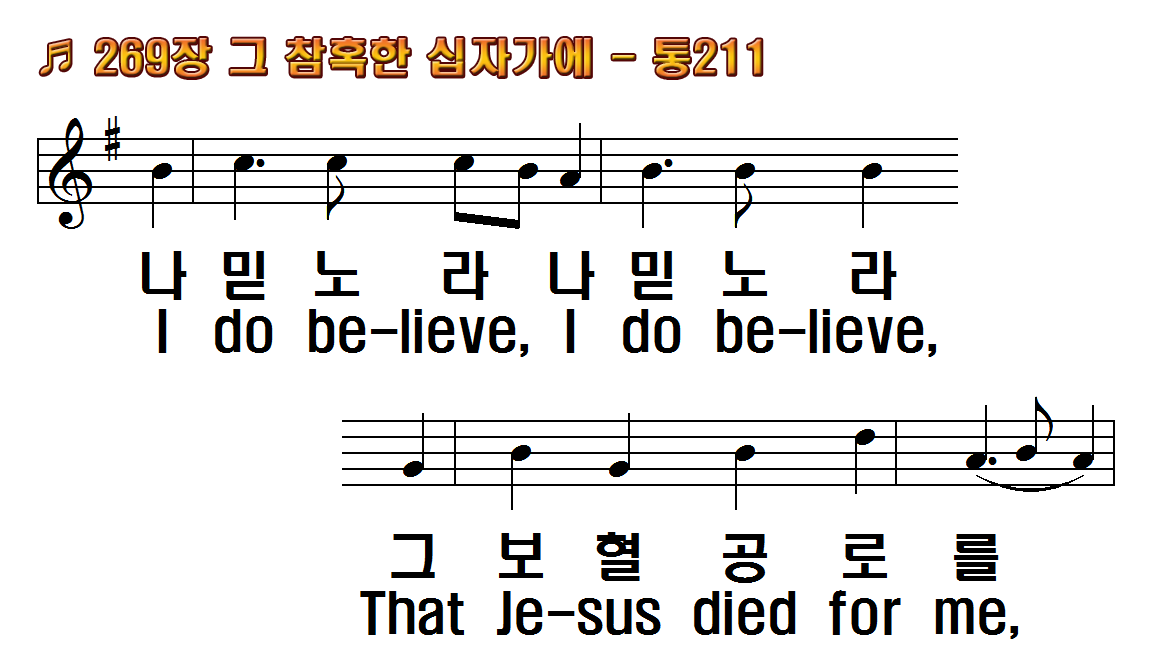 ♬ 269장 그 참혹한 십자가에 - 통211
나 믿 노 라 나 믿 노 라
I do be-lieve, I do be-lieve,
그 보 혈 공 로 를
That Je-sus died for me,